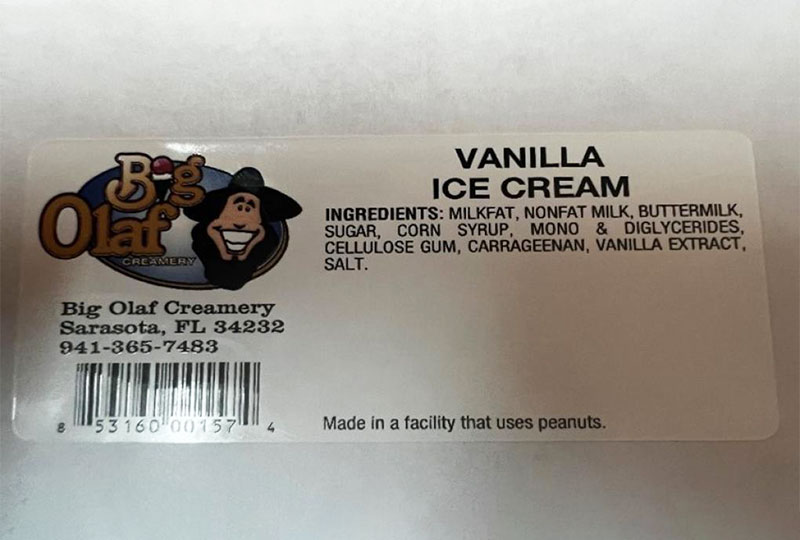 Big
Olaf
CREAMERY
Big Olaf Creamery
Sarasota, FL 34232
941-365-7483
8 53160 00157 4
VANILLA
ICE CREAM
INGREDIENTS: MILKFAT, NONFAT MILK, BUTTERMILK,
SUGAR, CORN SYRUP, MONO & DIGLYCERIDES,
CELLULOSE GUM, CARRAGEENAN, VANILLA EXTRACT,
SALT.
Made in a facility that uses peanuts.